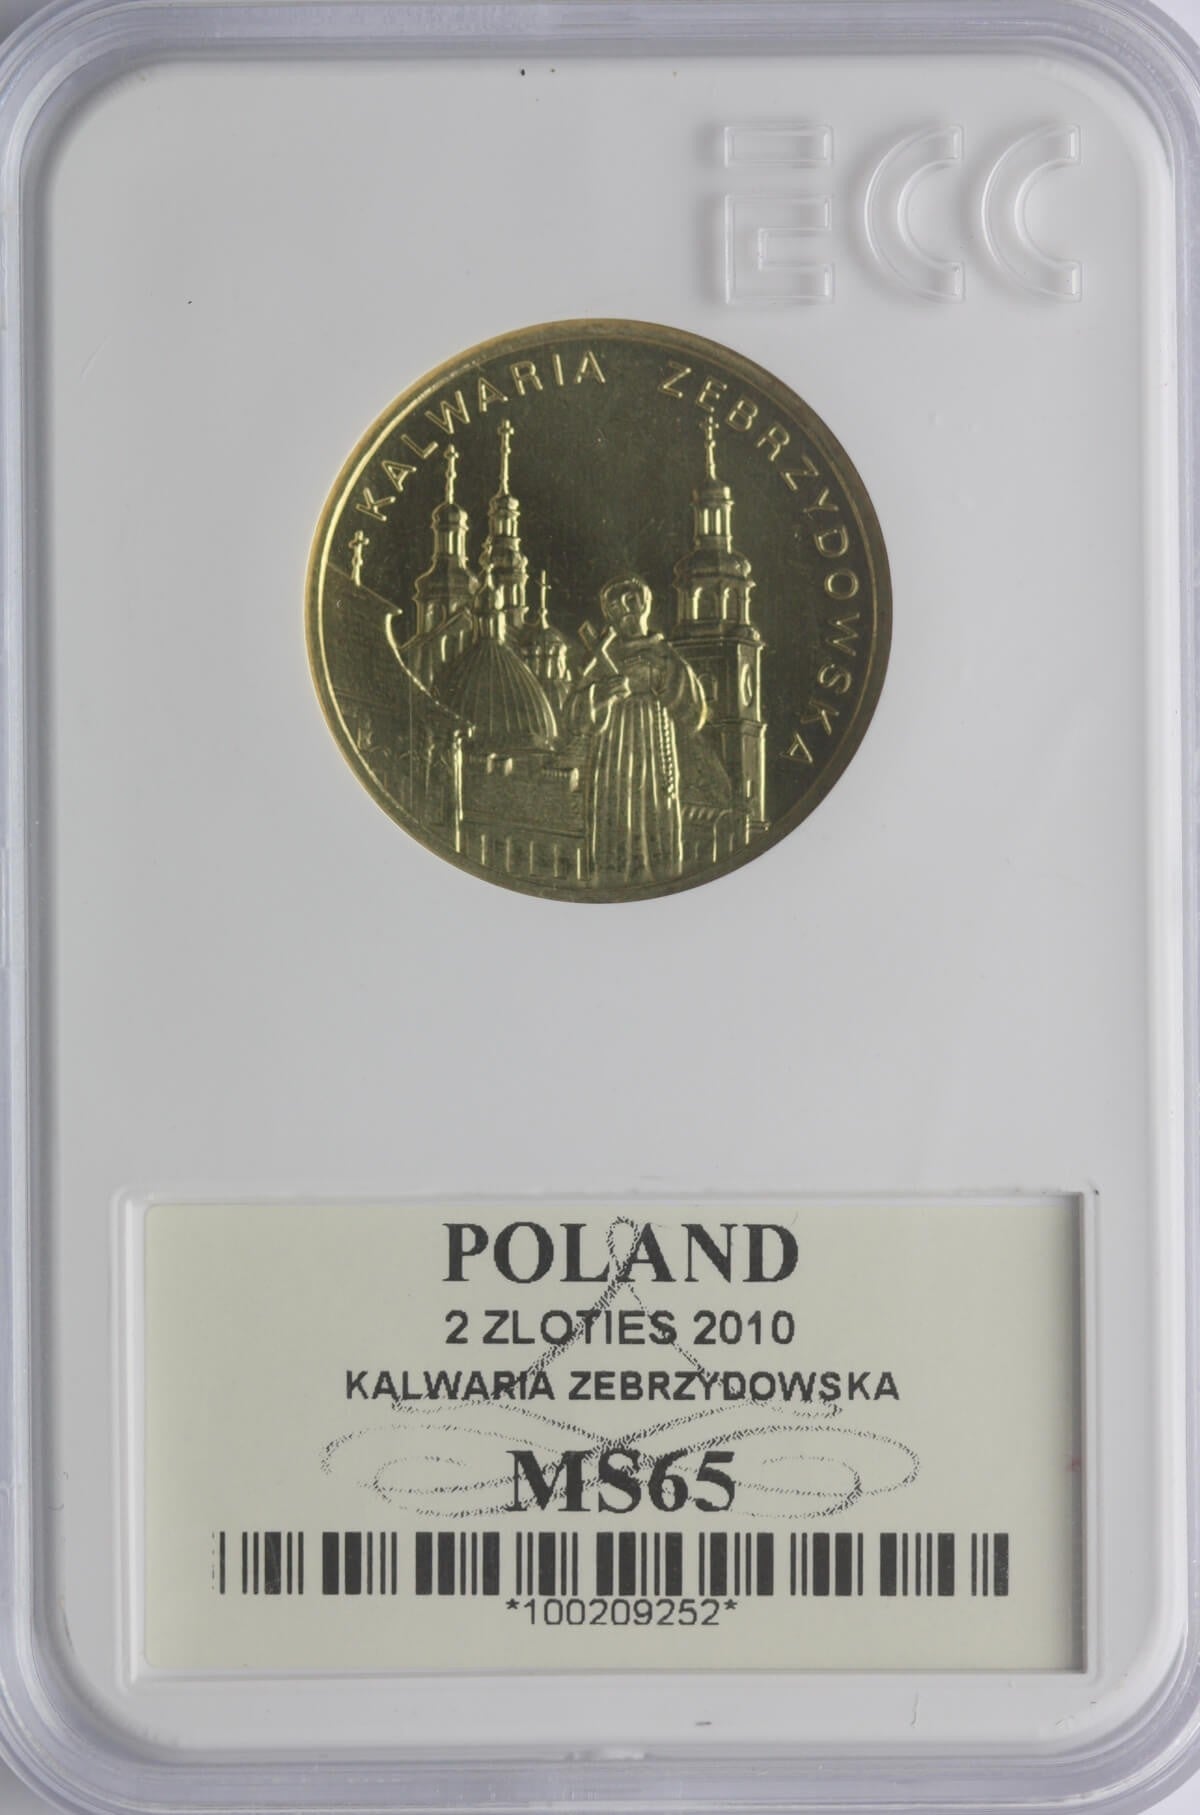 ECC
KALWARIA ZEBRZYDOWSKA
POLAND
2 ZLOTIES 2010
KALWARIA ZEBRZYDOWSKA
MS65
*100209252*